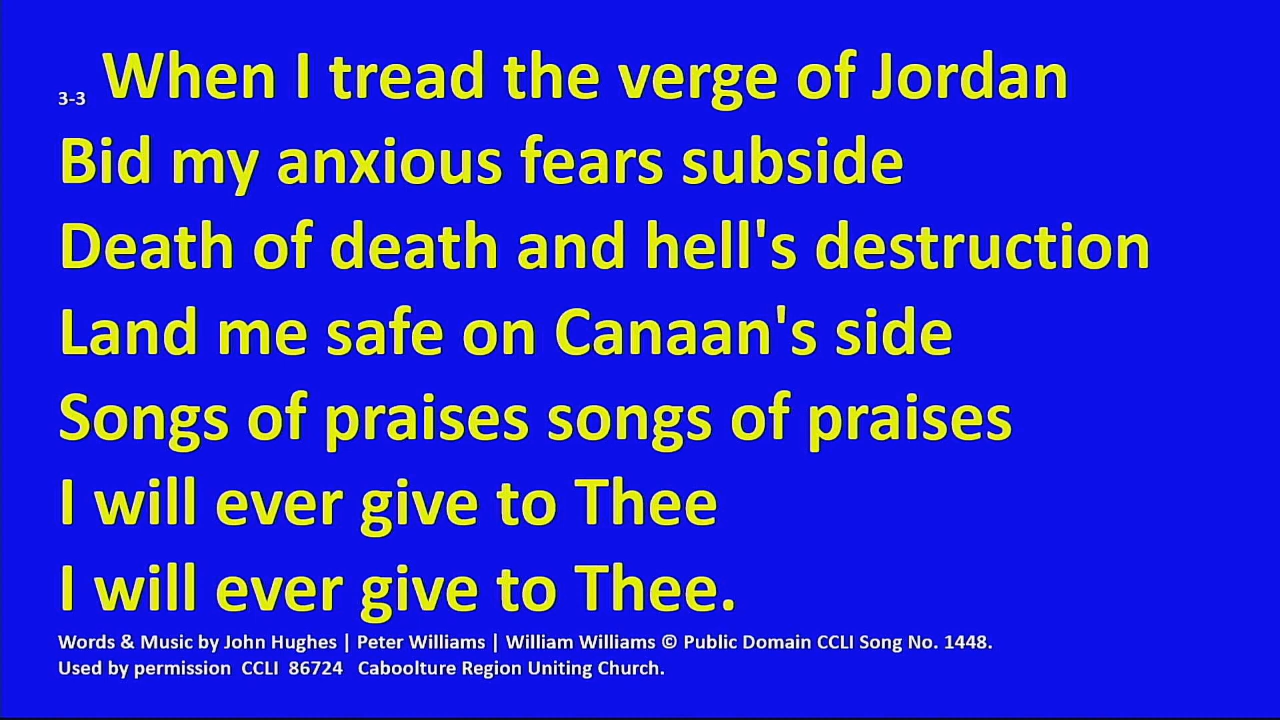 3-3 When I tread the verge of Jordan
Bid my anxious fears subside
Death of death and hell's destruction
Land me safe on Canaan's side
Songs of praises songs of praises
I will ever give to Thee
I will ever give to Thee.
Words & Music by John Hughes | Peter Williams | William Williams © Public Domain CCLI Song No. 1448.
Used by permission  CCLI  86724   Caboolture Region Uniting Church.